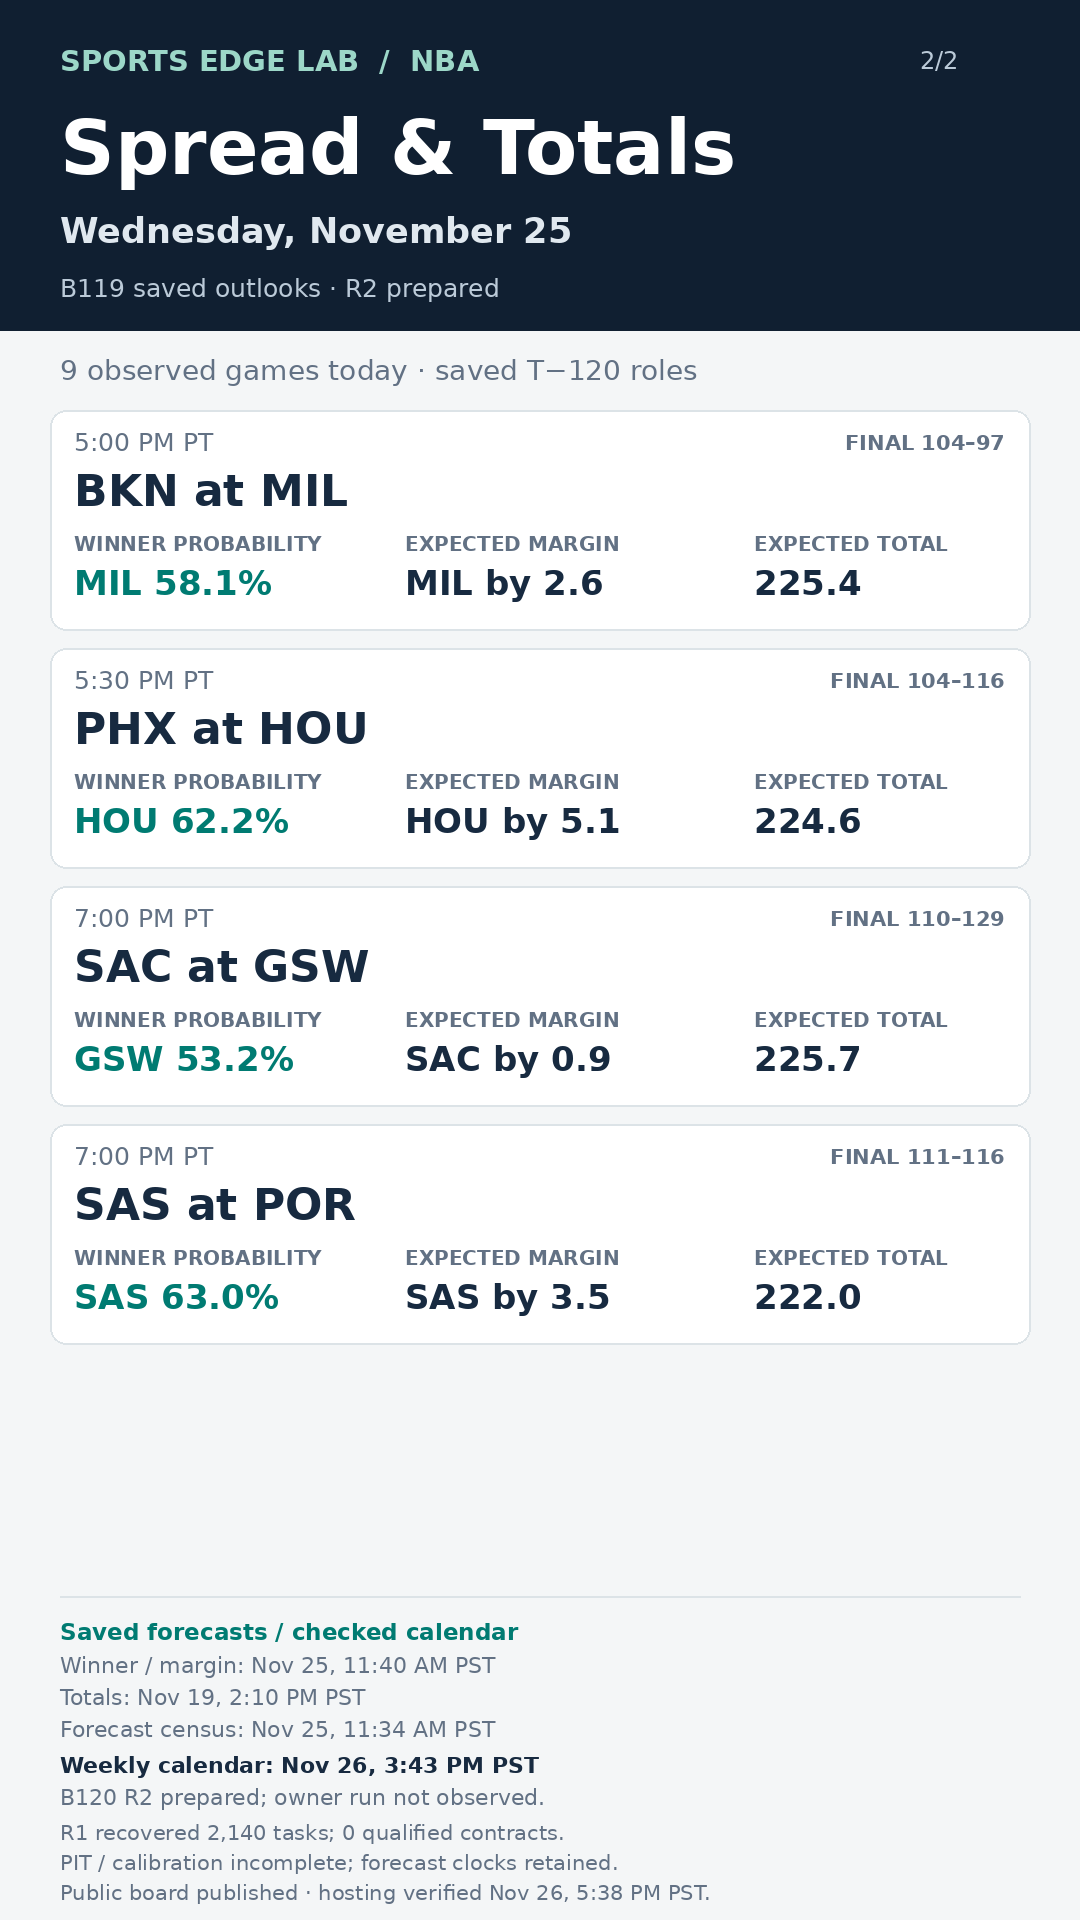 SPORTS EDGE LAB / NBA 2/2
Spread & Totals
Wednesday, November 25
B119 saved outlooks · R2 prepared
9 observed games today · saved T−120 roles
5:00 PM PT FINAL 104–97
BKN at MIL
WINNER PROBABILITY EXPECTED MARGIN EXPECTED TOTAL
MIL 58.1% MIL by 2.6 225.4
5:30 PM PT FINAL 104–116
PHX at HOU
WINNER PROBABILITY EXPECTED MARGIN EXPECTED TOTAL
HOU 62.2% HOU by 5.1 224.6
7:00 PM PT FINAL 110–129
SAC at GSW
WINNER PROBABILITY EXPECTED MARGIN EXPECTED TOTAL
GSW 53.2% SAC by 0.9 225.7
7:00 PM PT FINAL 111–116
SAS at POR
WINNER PROBABILITY EXPECTED MARGIN EXPECTED TOTAL
SAS 63.0% SAS by 3.5 222.0
Saved forecasts / checked calendar
Winner / margin: Nov 25, 11:40 AM PST
Totals: Nov 19, 2:10 PM PST
Forecast census: Nov 25, 11:34 AM PST
Weekly calendar: Nov 26, 3:43 PM PST
B120 R2 prepared; owner run not observed.
R1 recovered 2,140 tasks; 0 qualified contracts.
PIT / calibration incomplete; forecast clocks retained.
Public board published · hosting verified Nov 26, 5:38 PM PST.